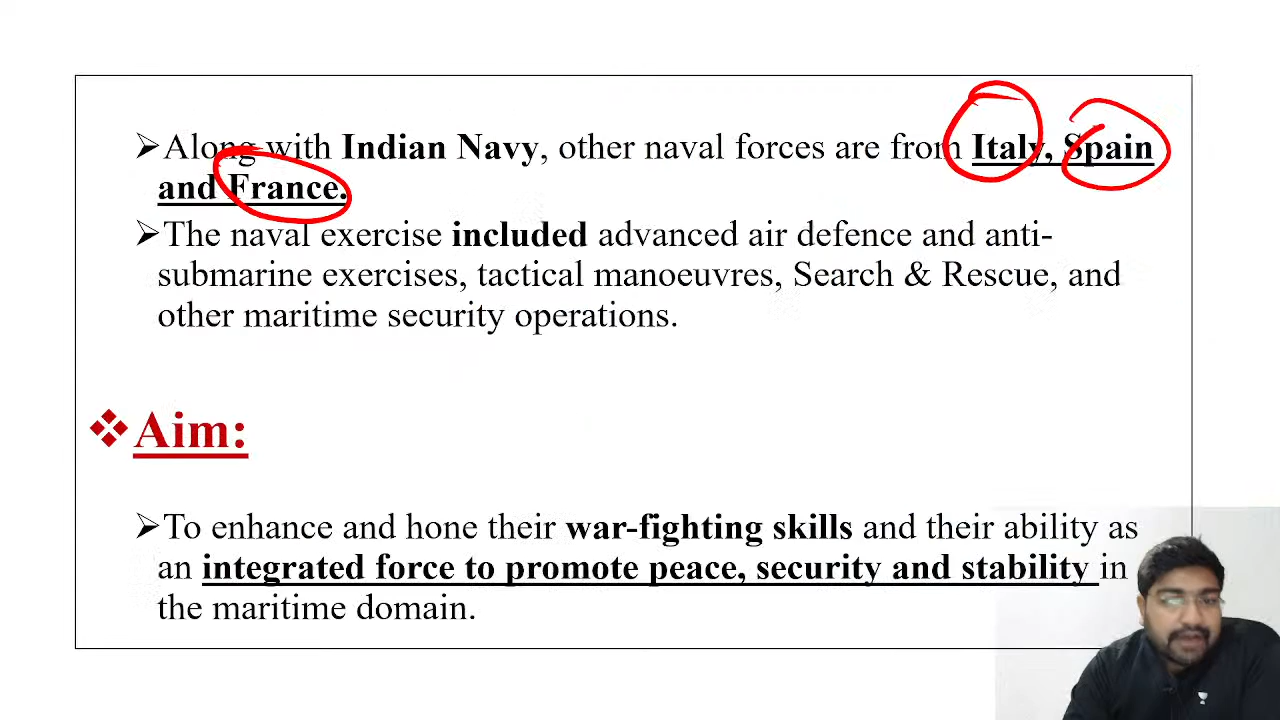 Along with Indian Navy, other naval forces are from Italy, Spain
and France.
The naval exercise included advanced air defence and anti-
submarine exercises, tactical manoeuvres, Search & Rescue, and
other maritime security operations.
Aim:
To enhance and hone their war-fighting skills and their ability as
an integrated force to promote peace, security and stability in
the maritime domain.